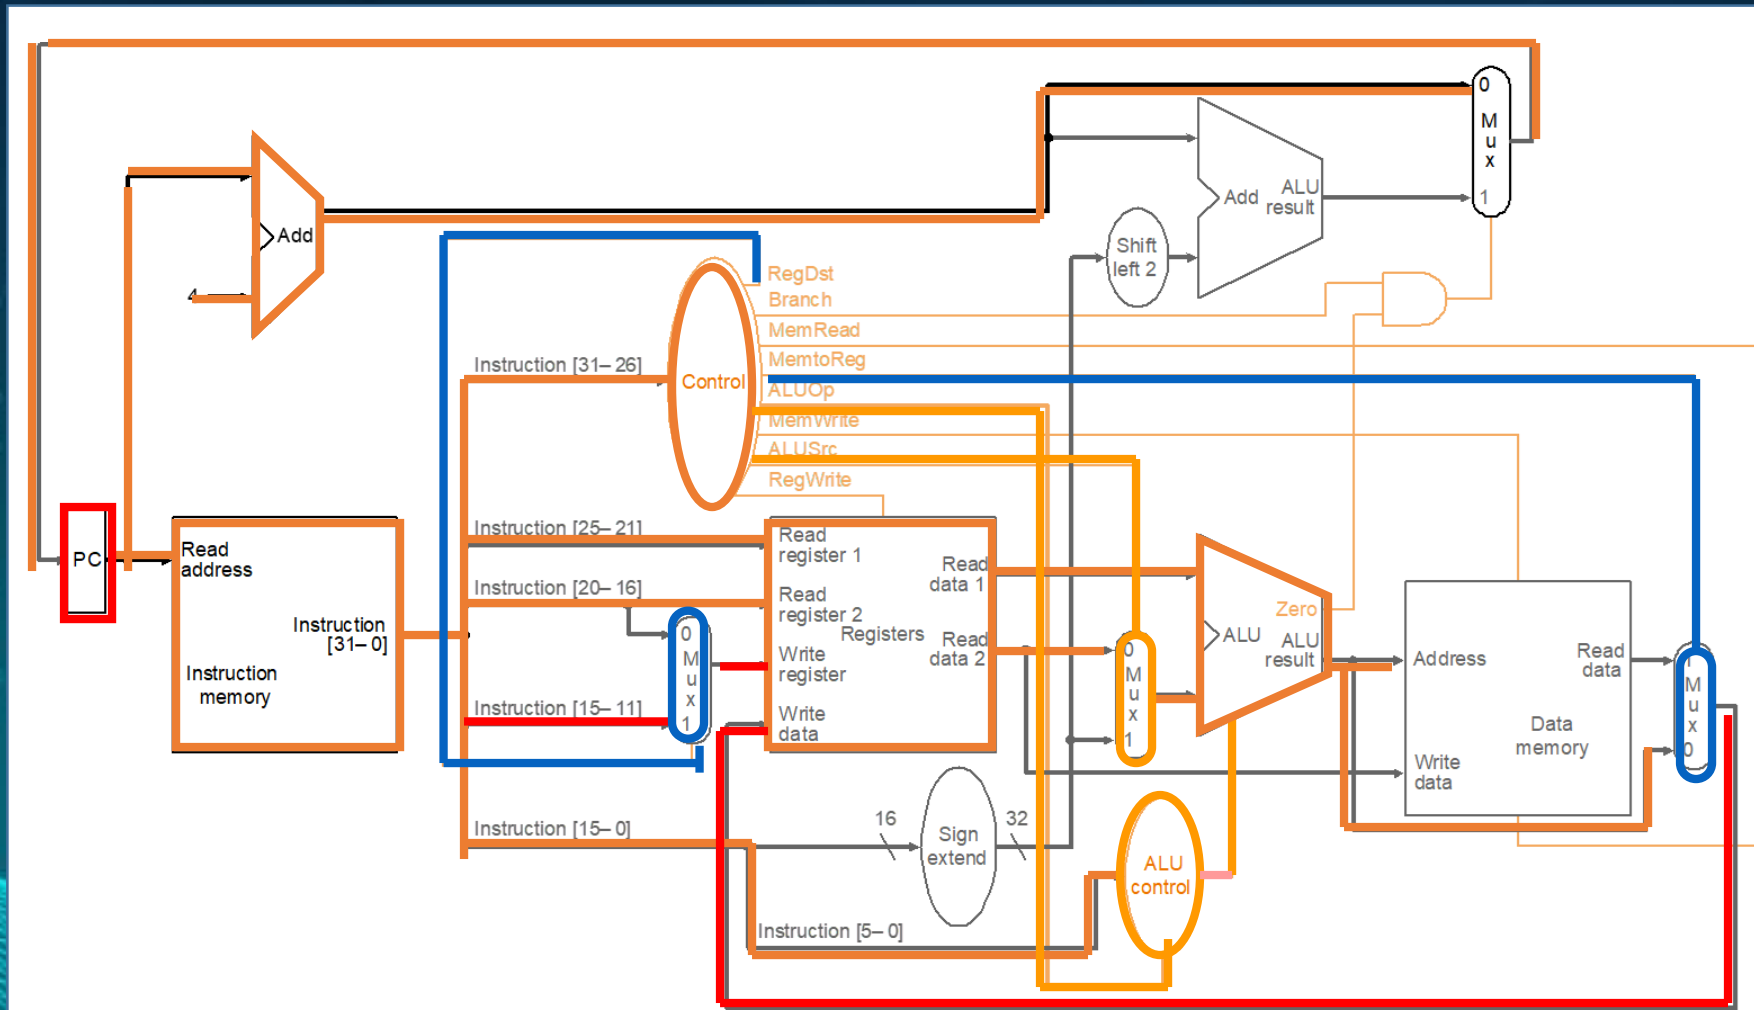 0
M
u
x
1
Add
ALU
result
Add
4
Shift
left 2
RegDst
Branch
MemRead
MemtoReg
ALUOp
MemWrite
ALUSrc
RegWrite
Control
Instruction [31–26]
Instruction [25–21]
Instruction [20–16]
Instruction [15–11]
Instruction [15–0]
Instruction [5–0]
PC
Read
address
Instruction
[31–0]
Instruction
memory
0
M
u
x
1
Read
register 1
Read
register 2
Write
register
Write
data
Registers
Read
data 1
Read
data 2
0
M
u
x
1
Zero
ALU
ALU
result
Address
Read
data
Write
data
Data
memory
1
M
u
x
0
16
Sign
extend
32
ALU
control